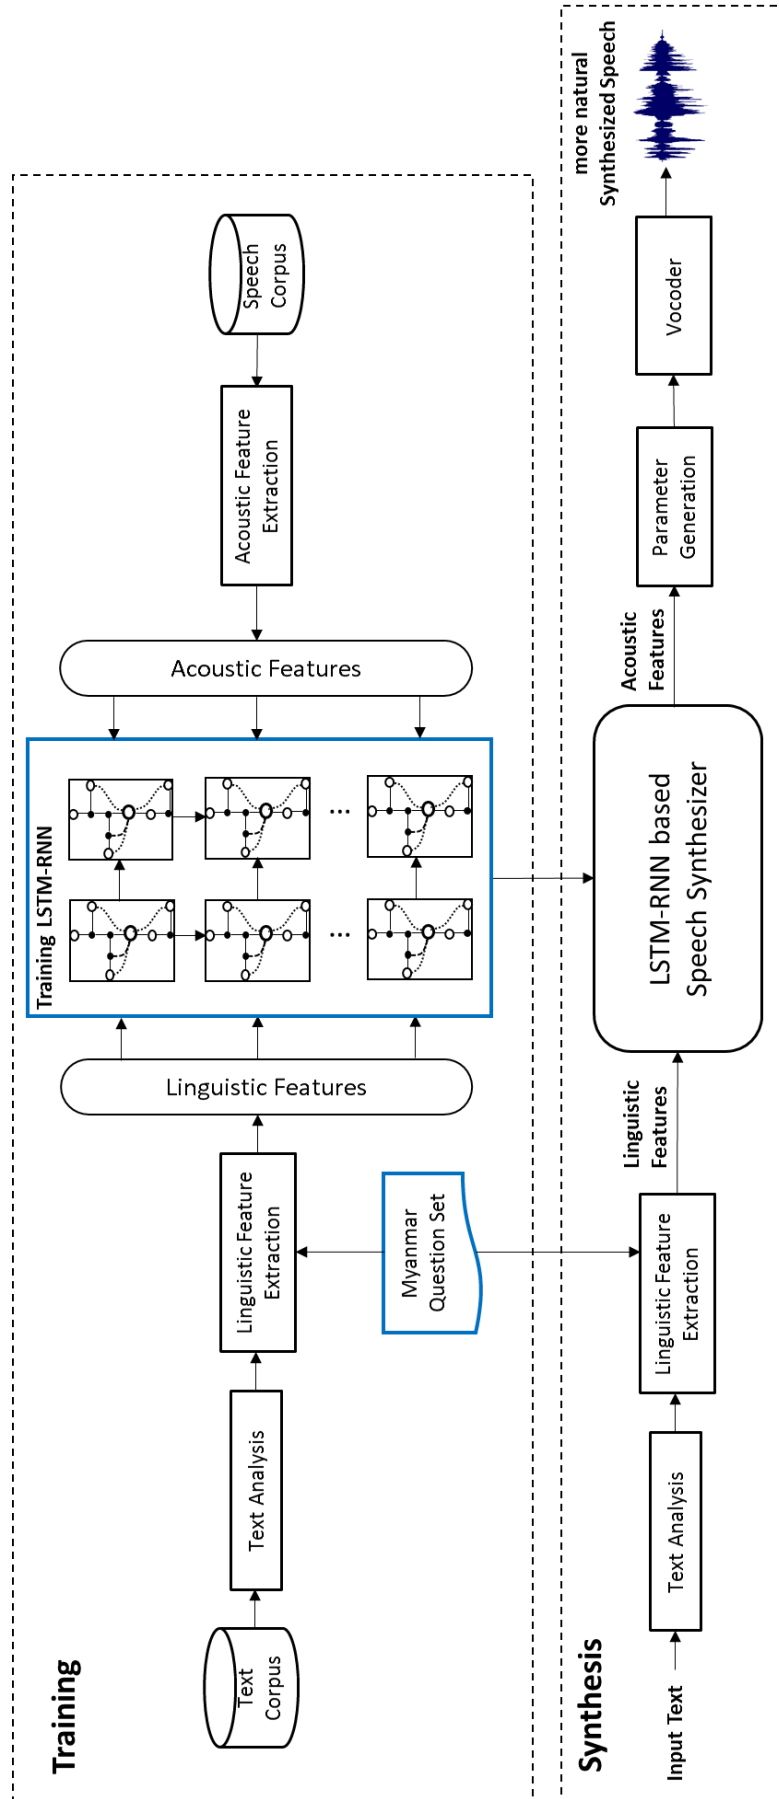 Training
Text
Corpus
Text Analysis
Linguistic Feature
Extraction
Myanmar
Question Set
Linguistic Features
Training LSTM-RNN
...
...
Acoustic Features
Acoustic Feature
Extraction
Speech
Corpus
Synthesis
Input Text
Text Analysis
Linguistic Feature
Extraction
Linguistic
Features
LSTM-RNN based
Speech Synthesizer
Acoustic
Features
Parameter
Generation
Vocoder
more natural
Synthesized Speech